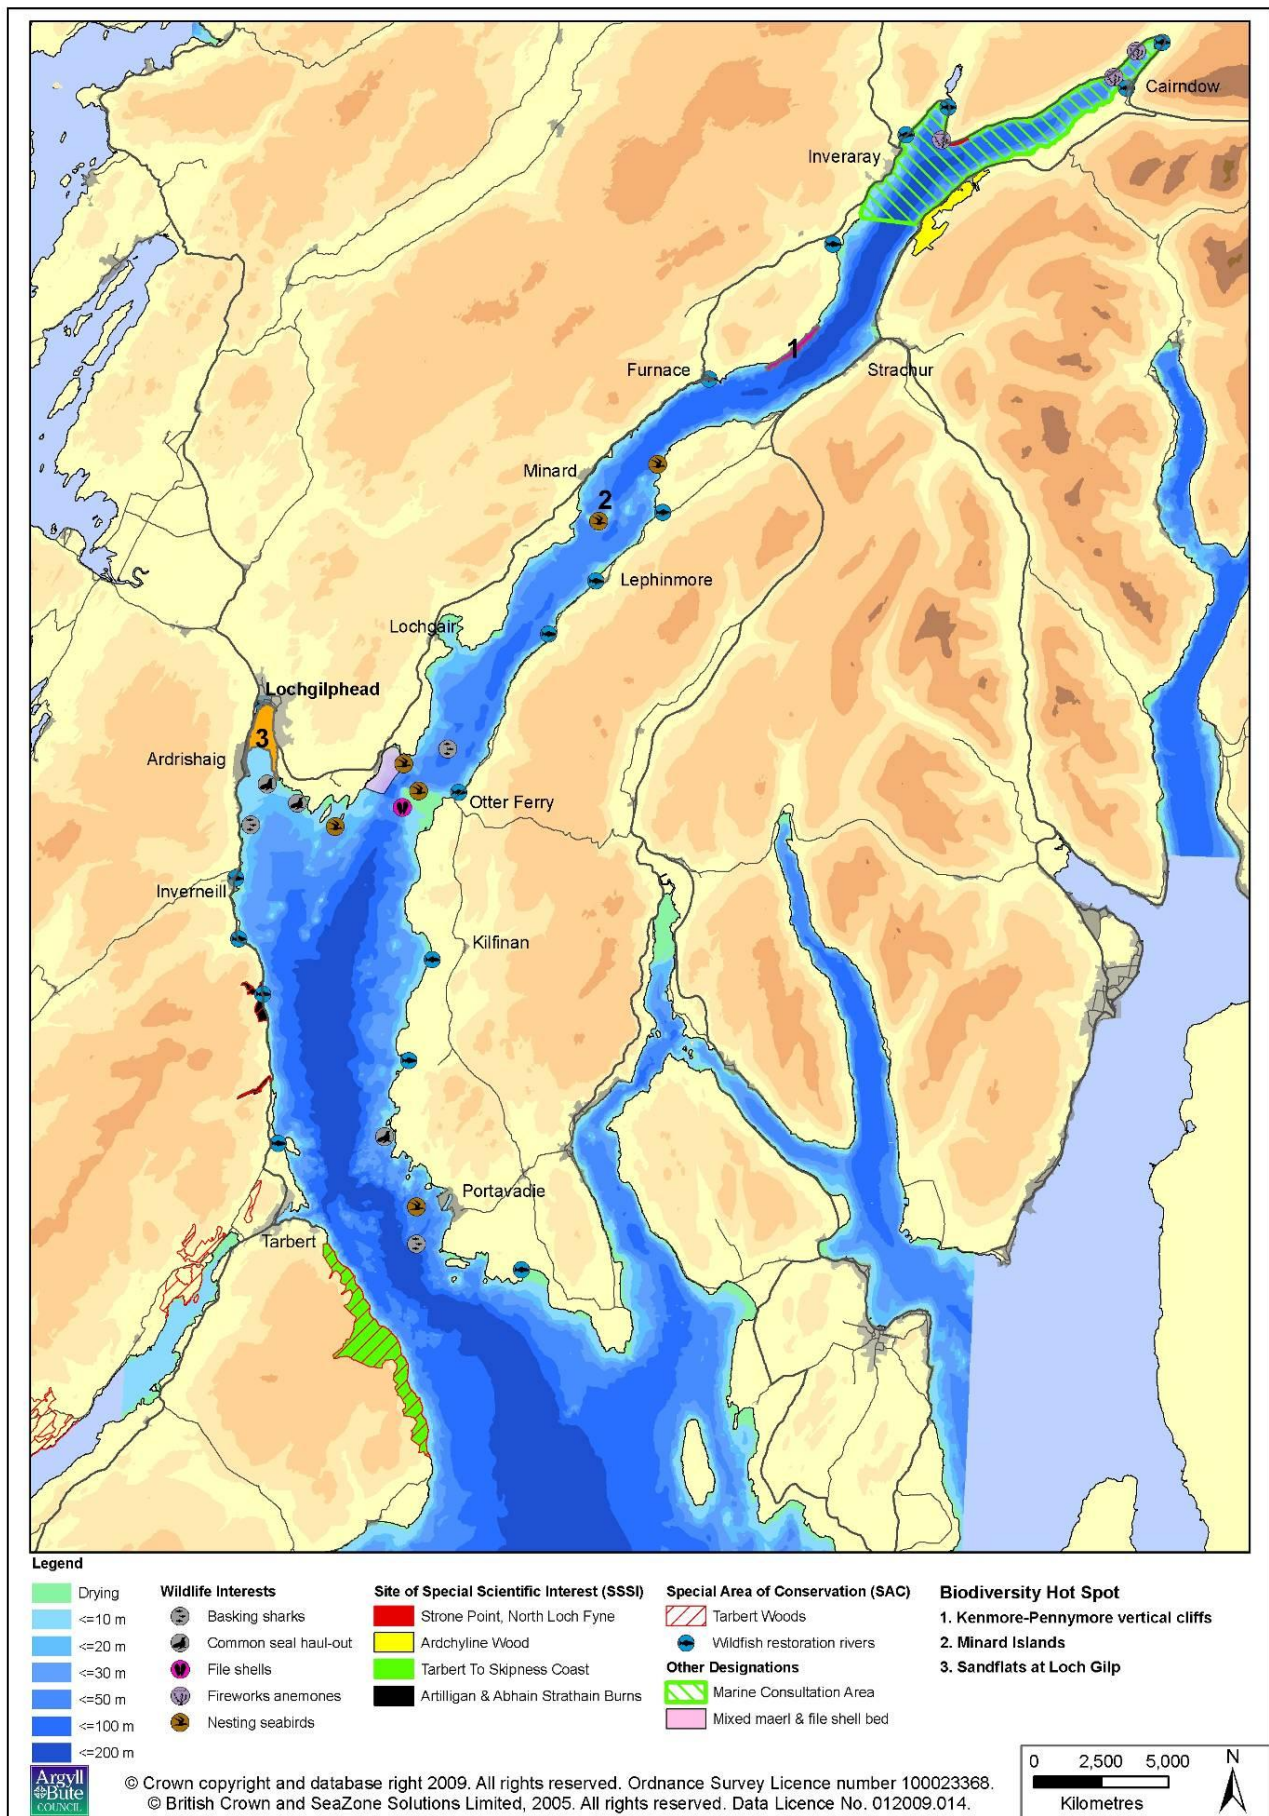 Cairndow
Inveraray
1
Furnace
Strachur
Minard
2
Lephinmore
Lochgair
Lochgilphead
3
Ardrishaig
Otter Ferry
Inverneill
Kilfinan
Portavadie
Tarbert
Legend
Drying
<=10 m
<=20 m
<=30 m
<=50 m
<=100 m
<=200 m
Wildlife Interests
Basking sharks
Common seal haul-out
File shells
Fireworks anemones
Nesting seabirds
Site of Special Scientific Interest (SSSI)
Strone Point, North Loch Fyne
Ardchyline Wood
Tarbert To Skipness Coast
Artilligan & Abhain Strathain Burns
Special Area of Conservation (SAC)
Tarbert Woods
Wildfish restoration rivers
Other Designations
Marine Consultation Area
Mixed maerl & file shell bed
Biodiversity Hot Spot
1. Kenmore-Pennymore vertical cliffs
2. Minard Islands
3. Sandflats at Loch Gilp
Argyll
&Bute
COUNCIL
© Crown copyright and database right 2009. All rights reserved. Ordnance Survey Licence number 100023368.
© British Crown and SeaZone Solutions Limited, 2005. All rights reserved. Data Licence No. 012009.014.
0 2,500 5,000
Kilometres
N